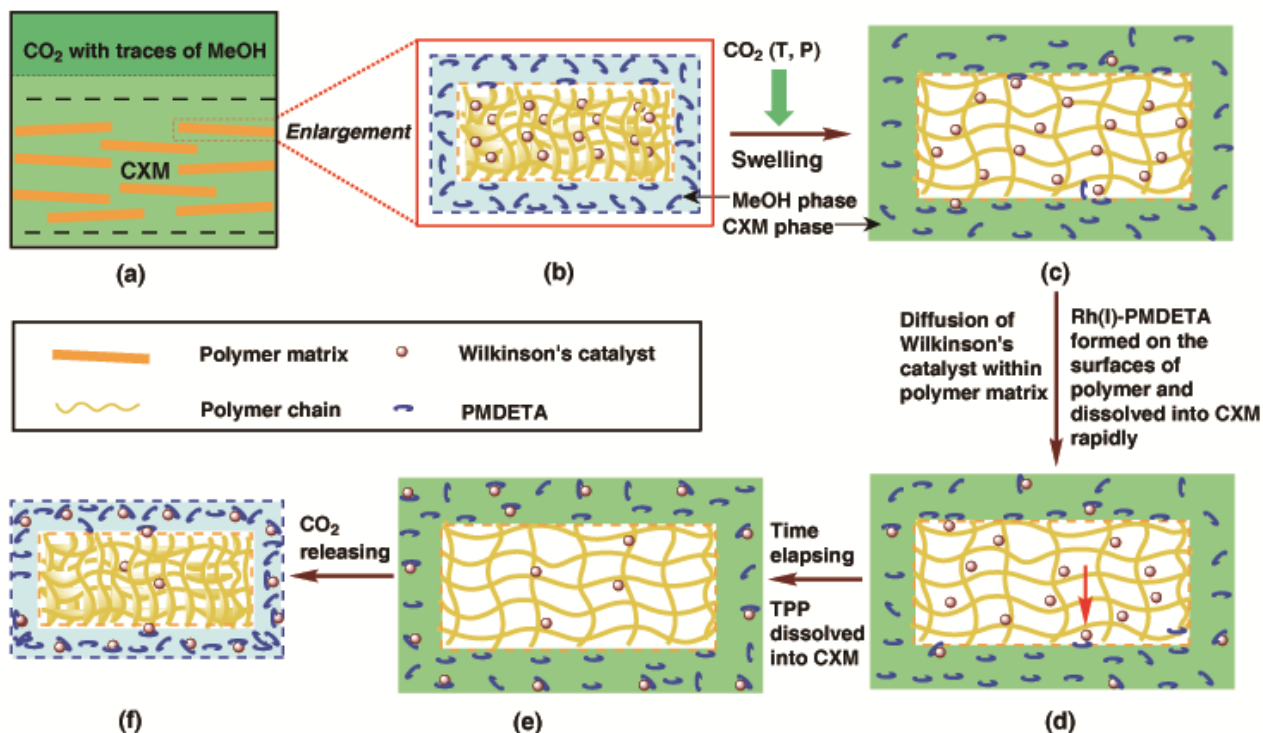 CO₂ with traces of MeOH
CXM
(a)
Enlargement
(b)
CO₂ (T, P)
Swelling
MeOH phase
CXM phase
(c)
Diffusion of
Wilkinson's
catalyst within
polymer matrix
Rh(I)-PMDETA
formed on the
surfaces of
polymer and
dissolved into CXM
rapidly
Polymer matrix
Wilkinson's catalyst
Polymer chain
PMDETA
(d)
Time
elapsing
TPP
dissolved
into CXM
(e)
CO₂
releasing
(f)